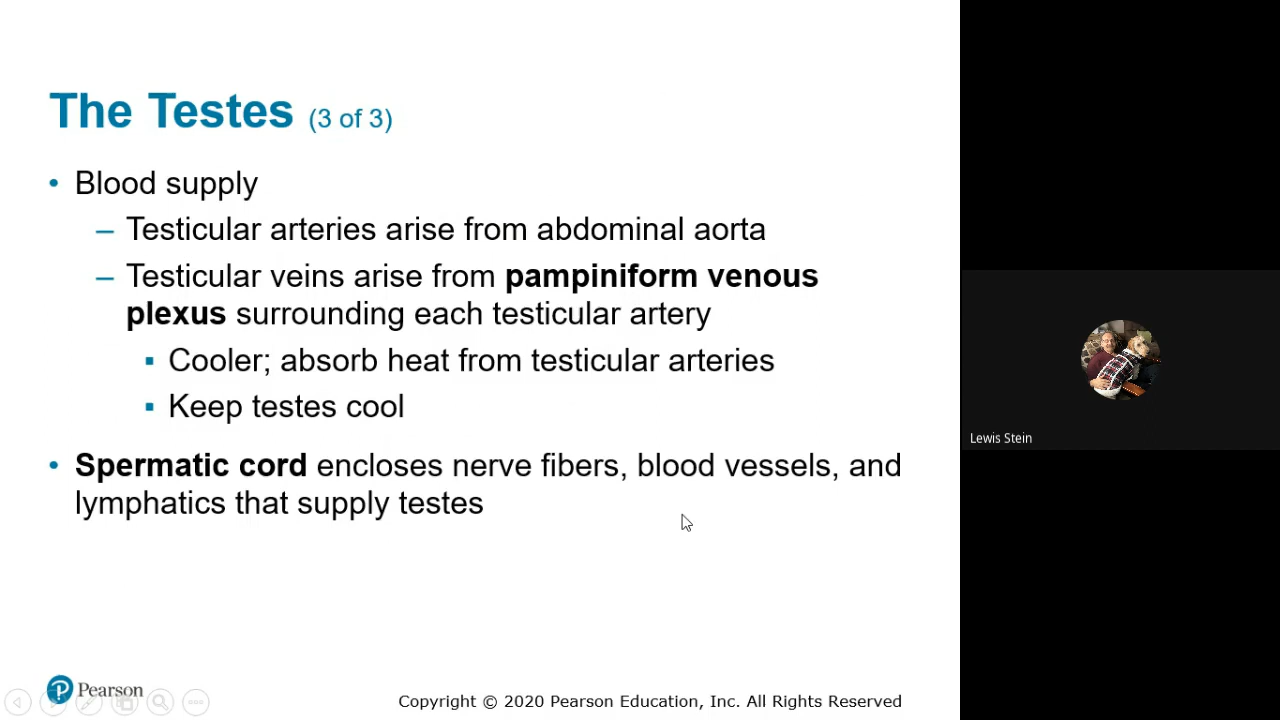 The Testes (3 of 3)
• Blood supply
– Testicular arteries arise from abdominal aorta
– Testicular veins arise from pampiniform venous
plexus surrounding each testicular artery
▪ Cooler; absorb heat from testicular arteries
▪ Keep testes cool
• Spermatic cord encloses nerve fibers, blood vessels, and
lymphatics that supply testes
Lewis Stein
Pearson
Copyright © 2020 Pearson Education, Inc. All Rights Reserved